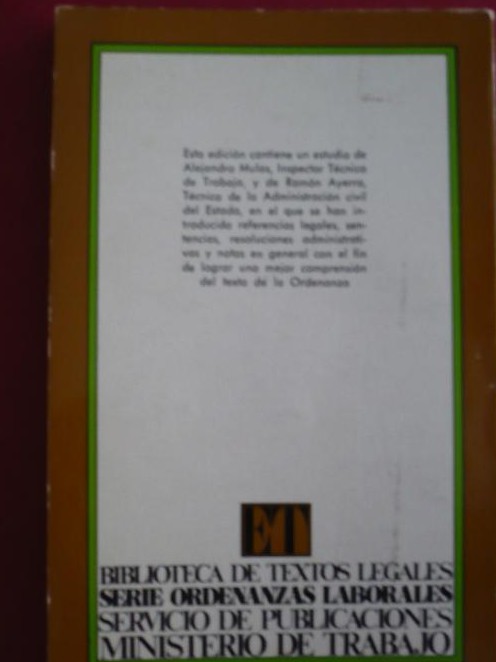 Esta edición contiene un estudio de
Alejandro Mulas, Inspector Técnico
de Trabajo, y de Ramón Ayerra,
Técnico de la Administración civil
del Estado, en el que se han in-
troducido referencias legales, sen-
tencias, resoluciones administrati-
vas y notas en general con el fin
de lograr una mejor comprensión
del texto de la Ordenanza
ET
BIBLIOTECA DE TEXTOS LEGALES
SERIE ORDENANZAS LABORALES
SERVICIO DE PUBLICACIONES
MINISTERIO DE TRABAJO